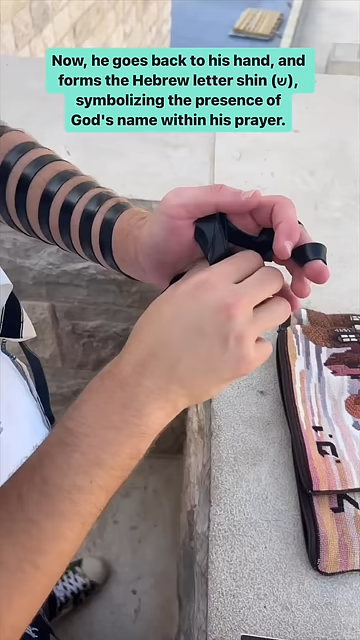 Now, he goes back to his hand, and
forms the Hebrew letter shin (ש),
symbolizing the presence of
God's name within his prayer.